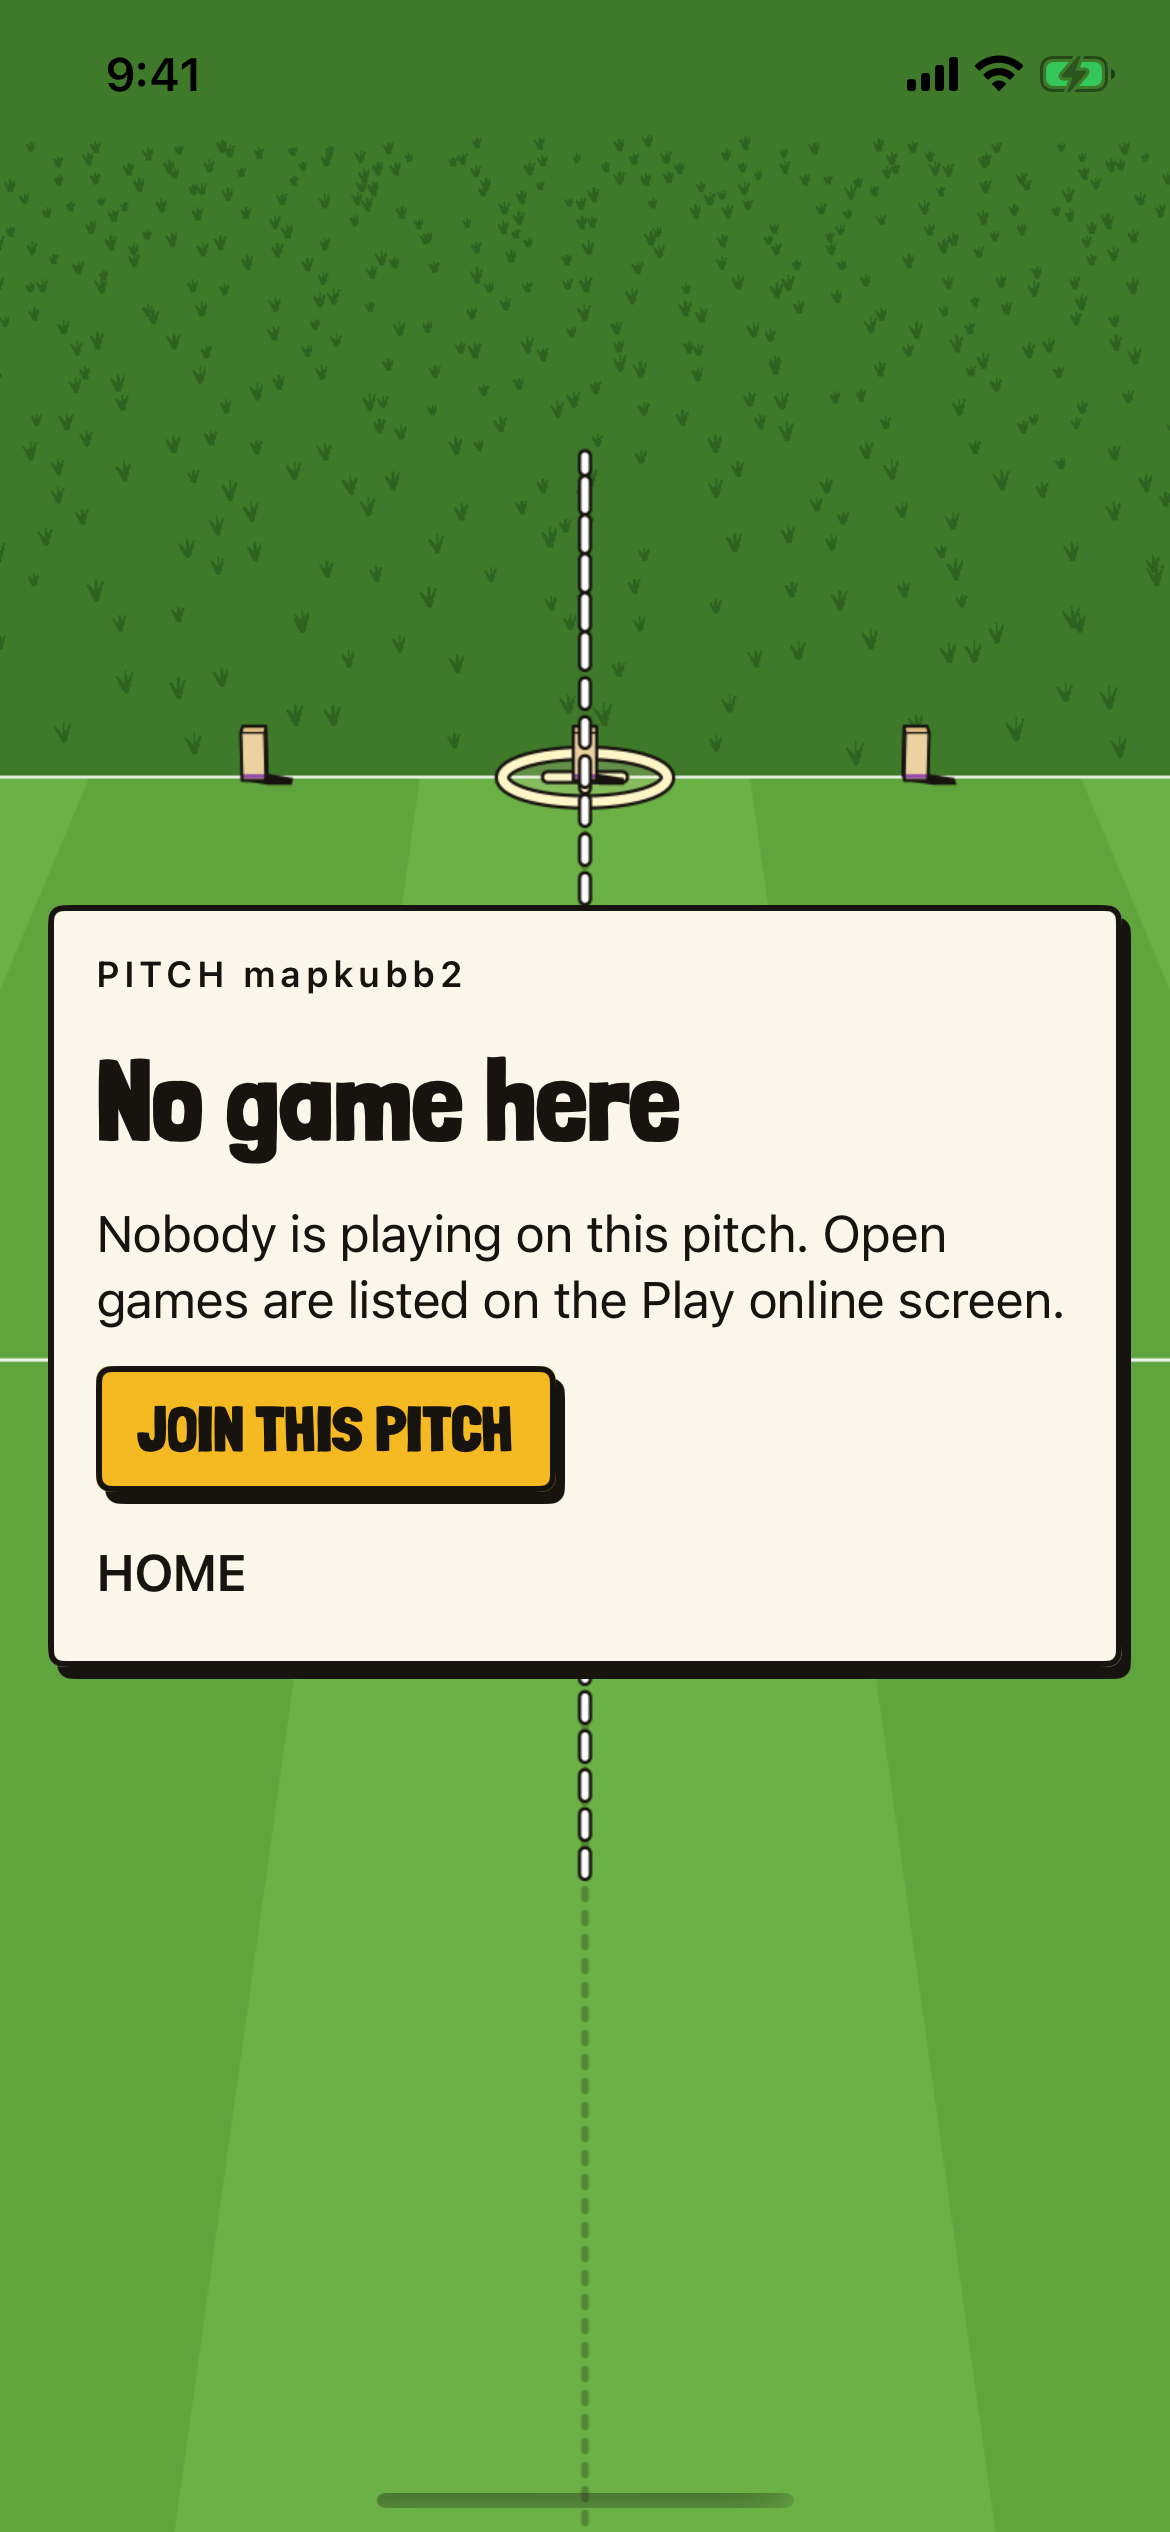 9:41
PITCH mapkubb2
No game here
Nobody is playing on this pitch. Open
games are listed on the Play online screen.
JOIN THIS PITCH
HOME